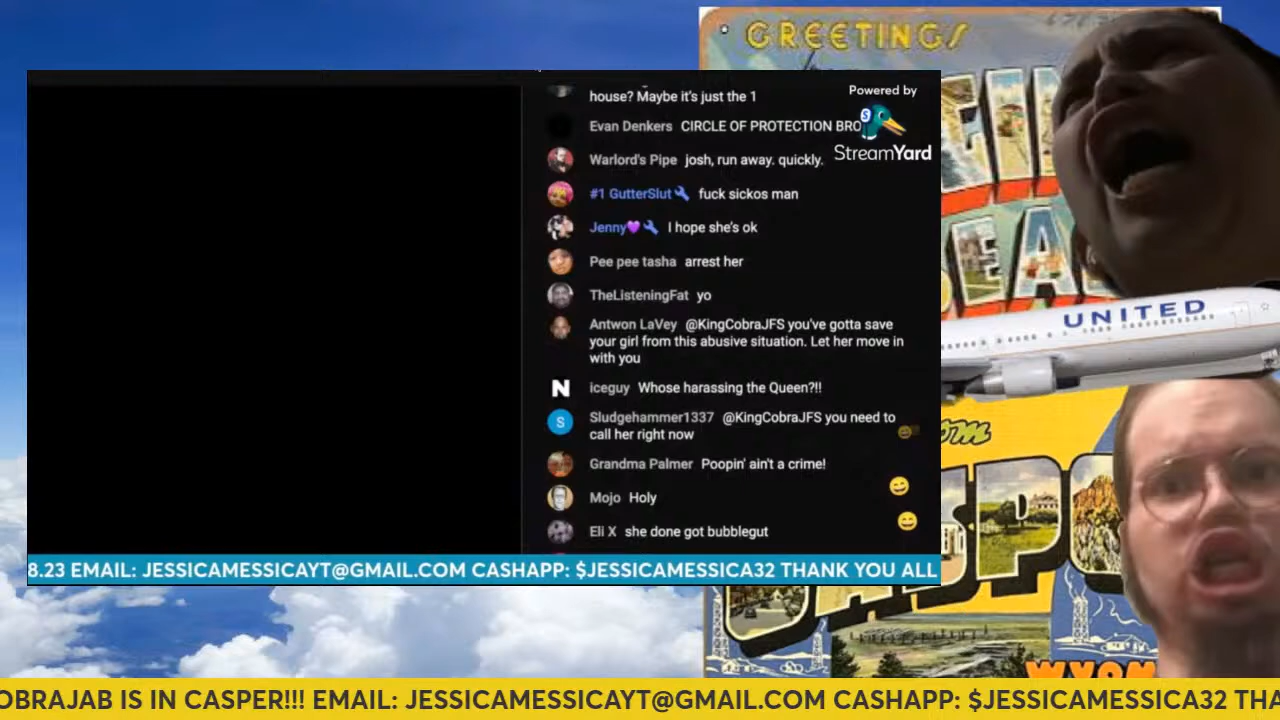 GREETINGS
Powered by
StreamYard
house? Maybe it's just the 1
Evan Denkers CIRCLE OF PROTECTION BRO
Warlord's Pipe josh, run away. quickly.
#1 GutterSlut fuck sickos man
Jenny💜 I hope she's ok
Pee pee tasha arrest her
TheListeningFat yo
Antwon LaVey @KingCobraJFS you've gotta save
your girl from this abusive situation. Let her move in
with you
N iceguy Whose harassing the Queen?!!
S Sludgehammer1337 @KingCobraJFS you need to
call her right now
Grandma Palmer Poopin' ain't a crime!
Mojo Holy
Eli X she done got bubblegut
UNITED
8.23 EMAIL: JESSICAMESSICAYT@GMAIL.COM CASHAPP: $JESSICAMESSICA32 THANK YOU ALL
OBRAJAB IS IN CASPER!!! EMAIL: JESSICAMESSICAYT@GMAIL.COM CASHAPP: $JESSICAMESSICA32 THA